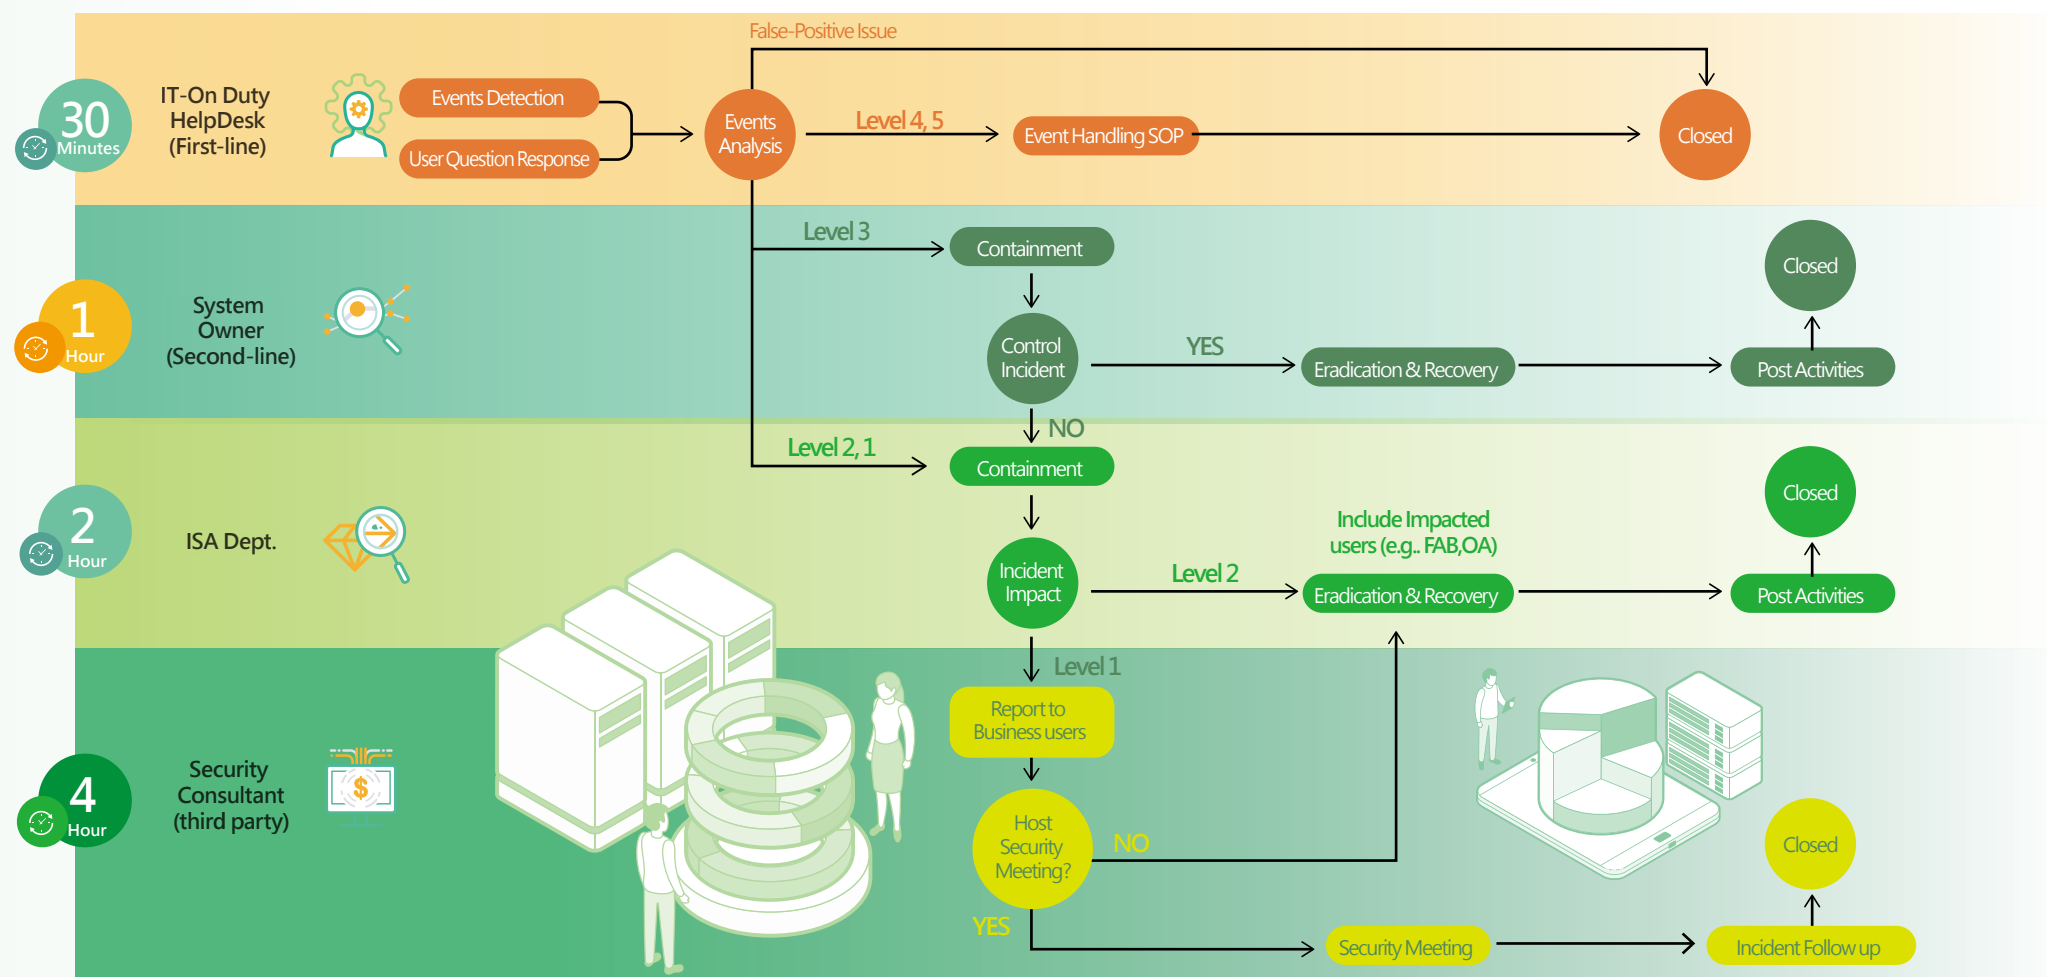 False-Positive Issue
30
Minutes
IT-On Duty
HelpDesk
(First-line)
Events Detection
User Question Response
Events
Analysis
Level 4, 5
Event Handling SOP
Closed
1
Hour
System
Owner
(Second-line)
Level 3
Containment
Control
Incident
YES
Eradication & Recovery
Post Activities
Closed
NO
2
Hour
ISA Dept.
Level 2, 1
Containment
Incident
Impact
Level 2
Include Impacted
users (e.g.. FAB,OA)
Eradication & Recovery
Post Activities
Closed
Level 1
4
Hour
Security
Consultant
(third party)
Report to
Business users
Host
Security
Meeting?
NO
YES
Security Meeting
Incident Follow up
Closed